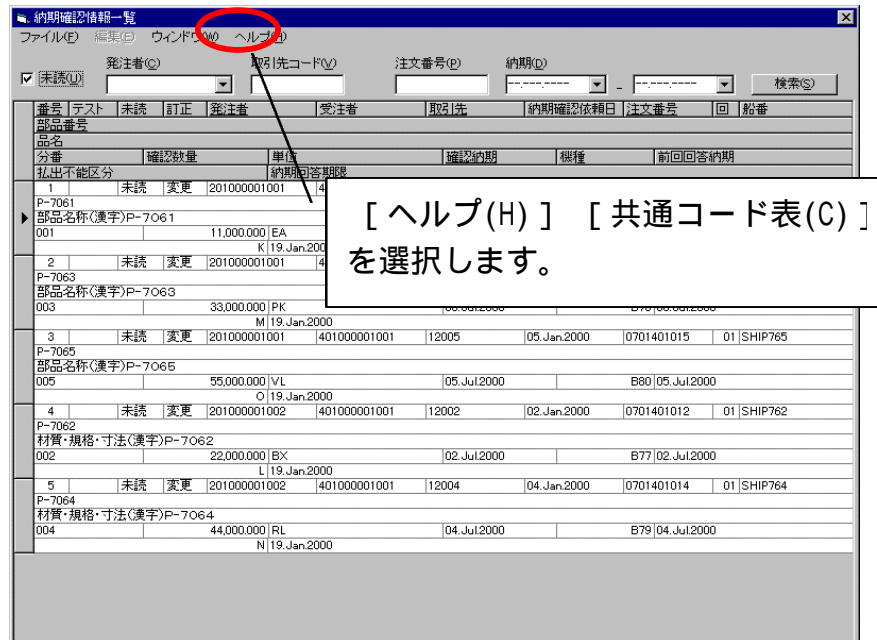 納期確認情報一覧
ファイル(F) 編集(E) ウィンドウ(W) ヘルプ(H)
発注者(C) 取引先コード(V) 注文番号(P) 納期(D)
未読(U) --.---.---- - --.---.---- 検索(S)
番号 テスト 未読 訂正 発注者 受注者 取引先 納期確認依頼日 注文番号 回 船番
部品番号
品名
分番 確認数量 単位 確認納期 機種 前回回答納期
払出不能区分 納期回答期限
1 未読 変更 201000001001 4
P-7061
部品名称(漢字)P-7061
001 11,000.000 EA
K 19.Jan.200
2 未読 変更 201000001001 4
P-7063
部品名称(漢字)P-7063
003 33,000.000 PK
M 19.Jan.2000
3 未読 変更 201000001001 401000001001 12005 05.Jan.2000 0701401015 01 SHIP765
P-7065
部品名称(漢字)P-7065
005 55,000.000 VL 05.Jul.2000 B80 05.Jul.2000
O 19.Jan.2000
4 未読 変更 201000001002 401000001001 12002 02.Jan.2000 0701401012 01 SHIP762
P-7062
材質・規格・寸法(漢字)P-7062
002 22,000.000 BX 02.Jul.2000 B77 02.Jul.2000
L 19.Jan.2000
5 未読 変更 201000001002 401000001001 12004 04.Jan.2000 0701401014 01 SHIP764
P-7064
材質・規格・寸法(漢字)P-7064
004 44,000.000 RL 04.Jul.2000 B79 04.Jul.2000
N 19.Jan.2000
[ヘルプ(H)] [共通コード表(C)]
を選択します。